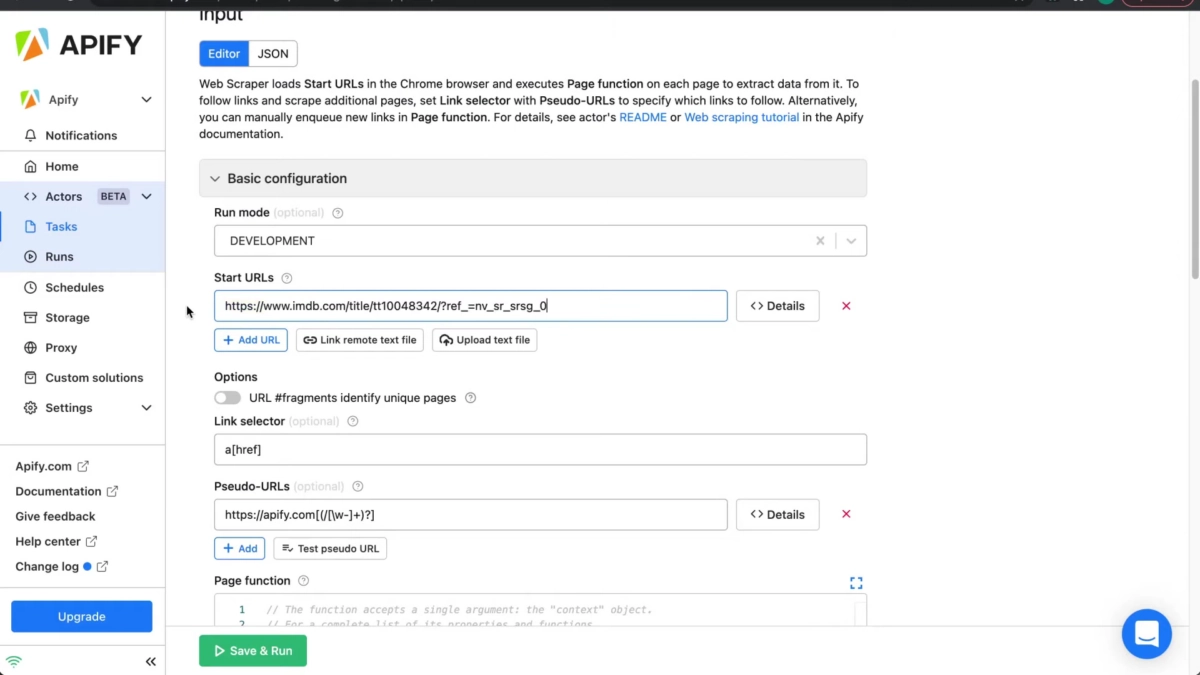 Input
APIFY
Apify
Notifications
Home
Actors BETA
Tasks
Runs
Schedules
Storage
Proxy
Custom solutions
Settings
Apify.com
Documentation
Give feedback
Help center
Change log
Upgrade
Editor JSON
Web Scraper loads Start URLs in the Chrome browser and executes Page function on each page to extract data from it. To
follow links and scrape additional pages, set Link selector with Pseudo-URLs to specify which links to follow. Alternatively,
you can manually enqueue new links in Page function. For details, see actor's README or Web scraping tutorial in the Apify
documentation.
Basic configuration
Run mode (optional)
DEVELOPMENT
Start URLs
https://www.imdb.com/title/tt10048342/?ref_=nv_sr_srsg_0
<> Details
+ Add URL Link remote text file Upload text file
Options
URL #fragments identify unique pages
Link selector (optional)
a[href]
Pseudo-URLs (optional)
https://apify.com[(/[\w-]+)?]
<> Details
+ Add Test pseudo URL
Page function
1 // The function accepts a single argument: the "context" object.
2 // For a complete list of its properties and functions,
Save & Run